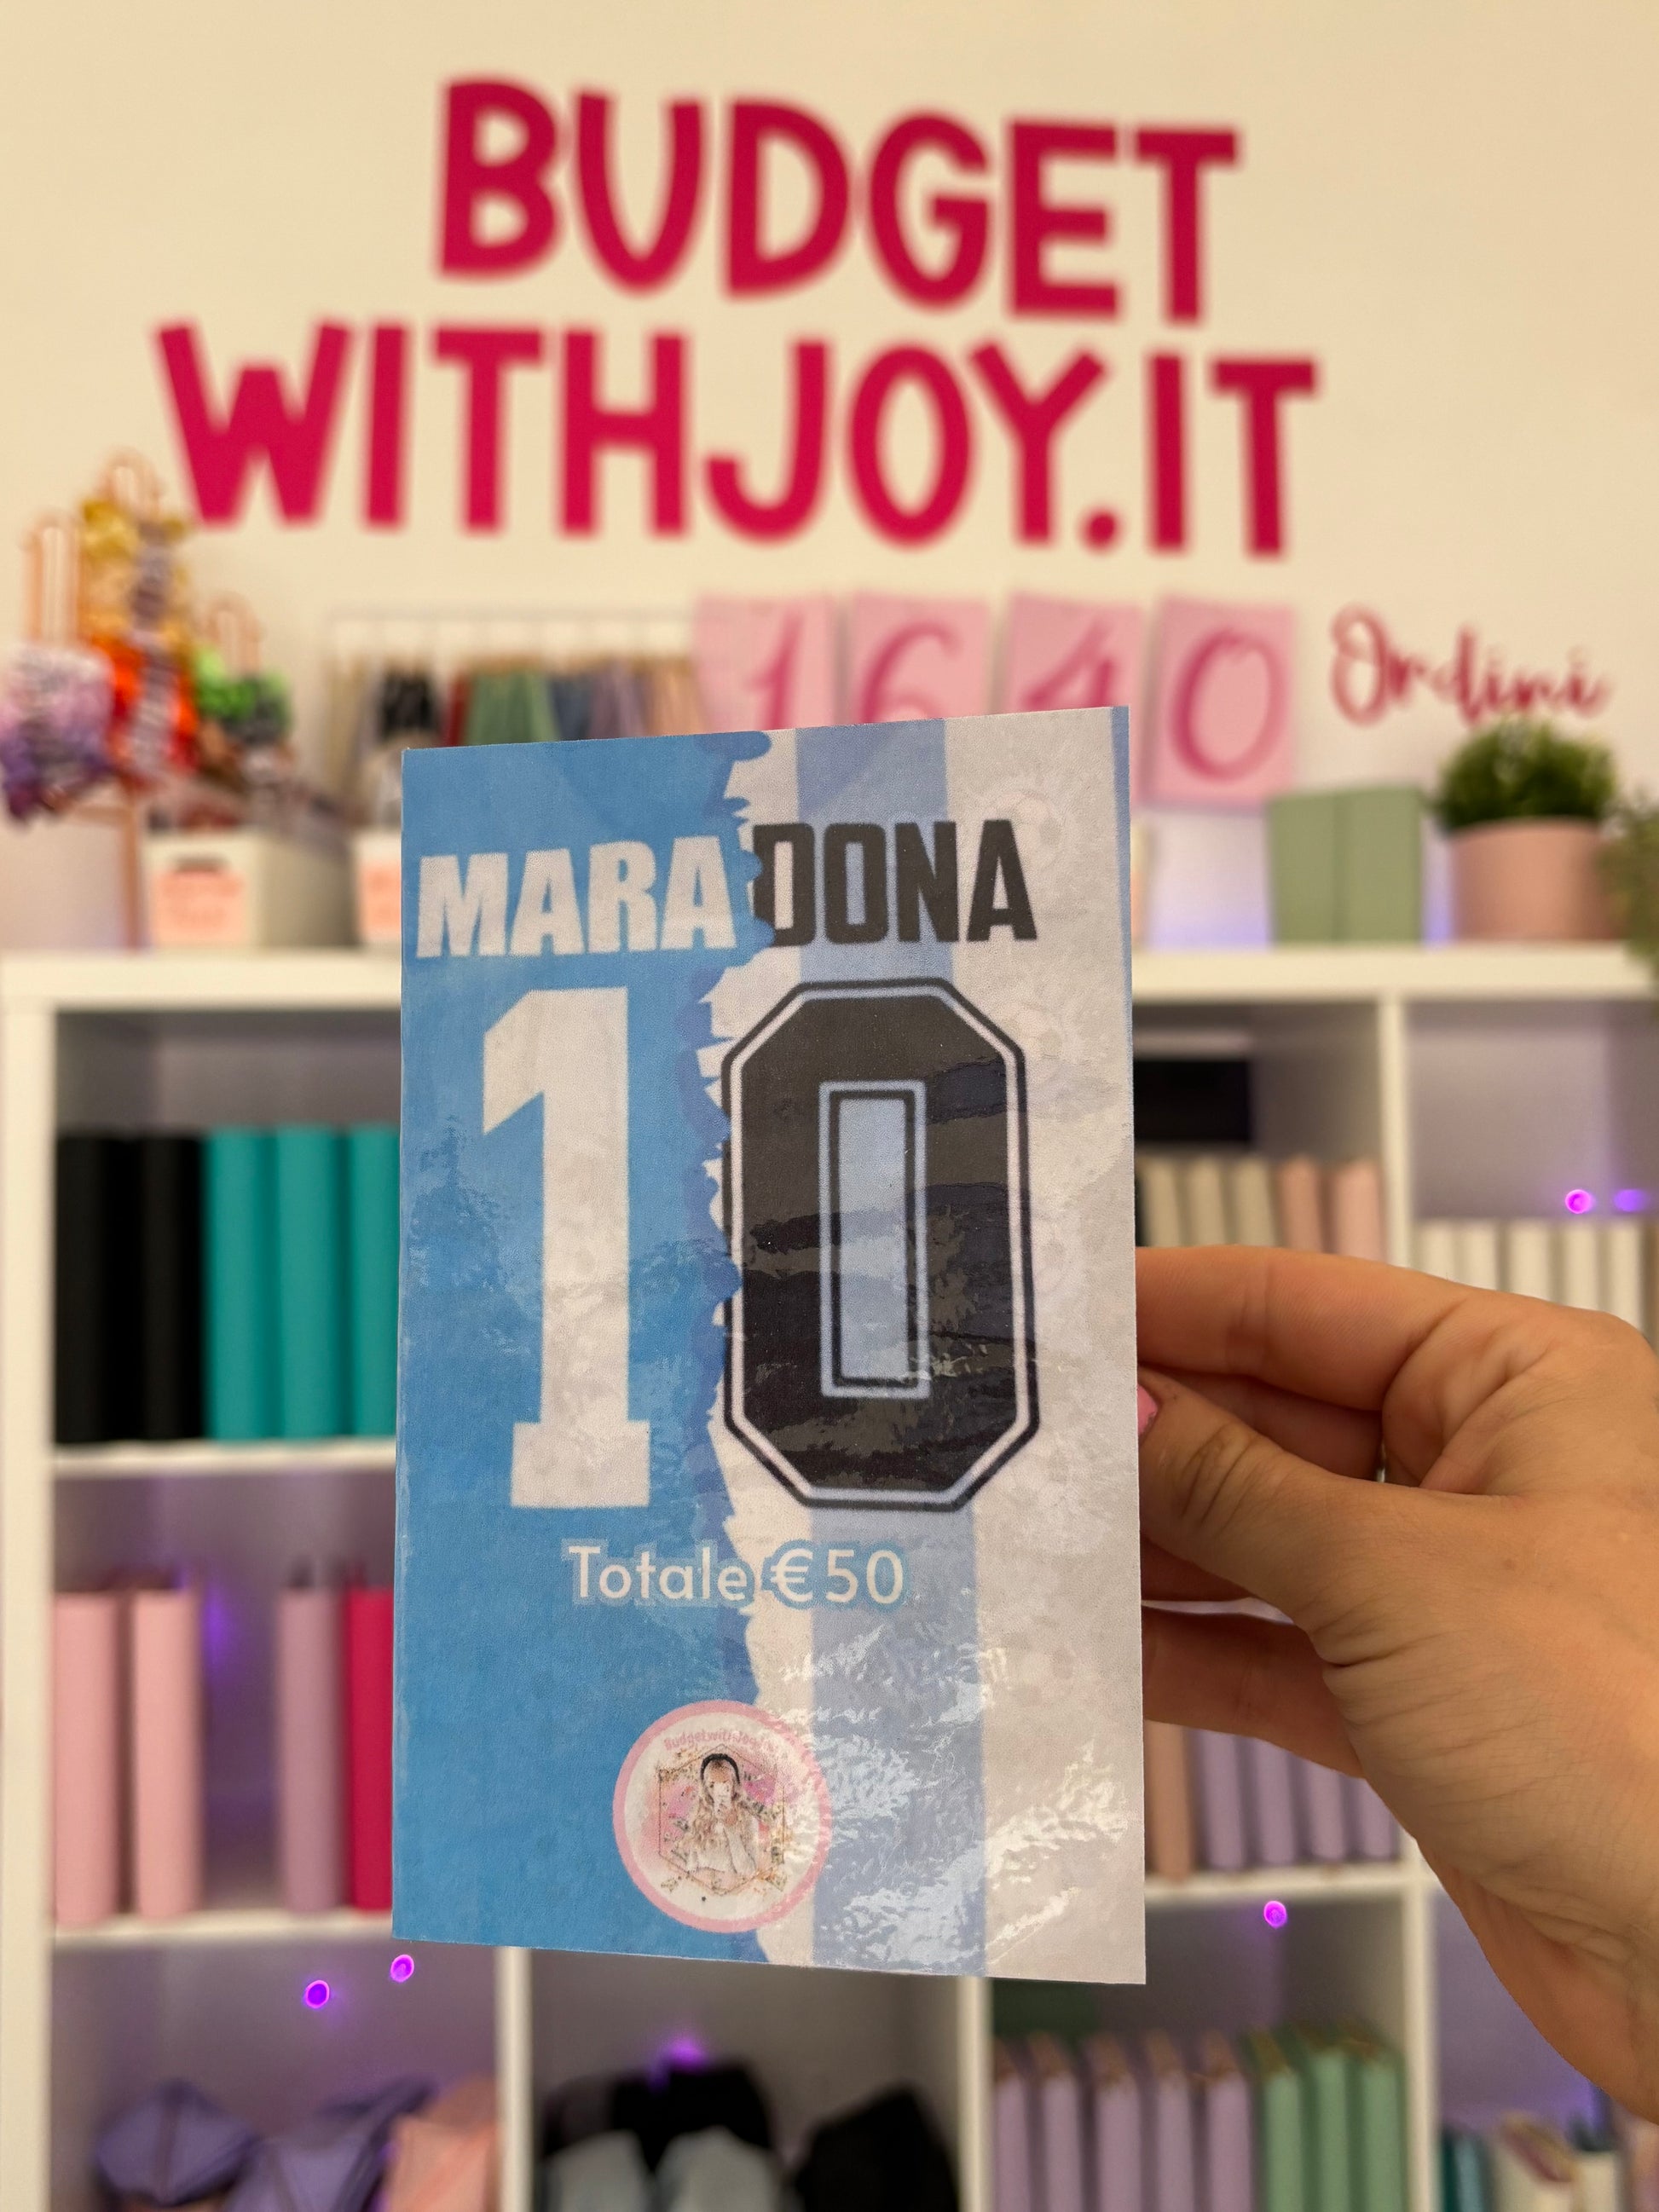 BUDGET
WITHJOY.IT
1640 Ordini
MARADONA
10
Totale €50